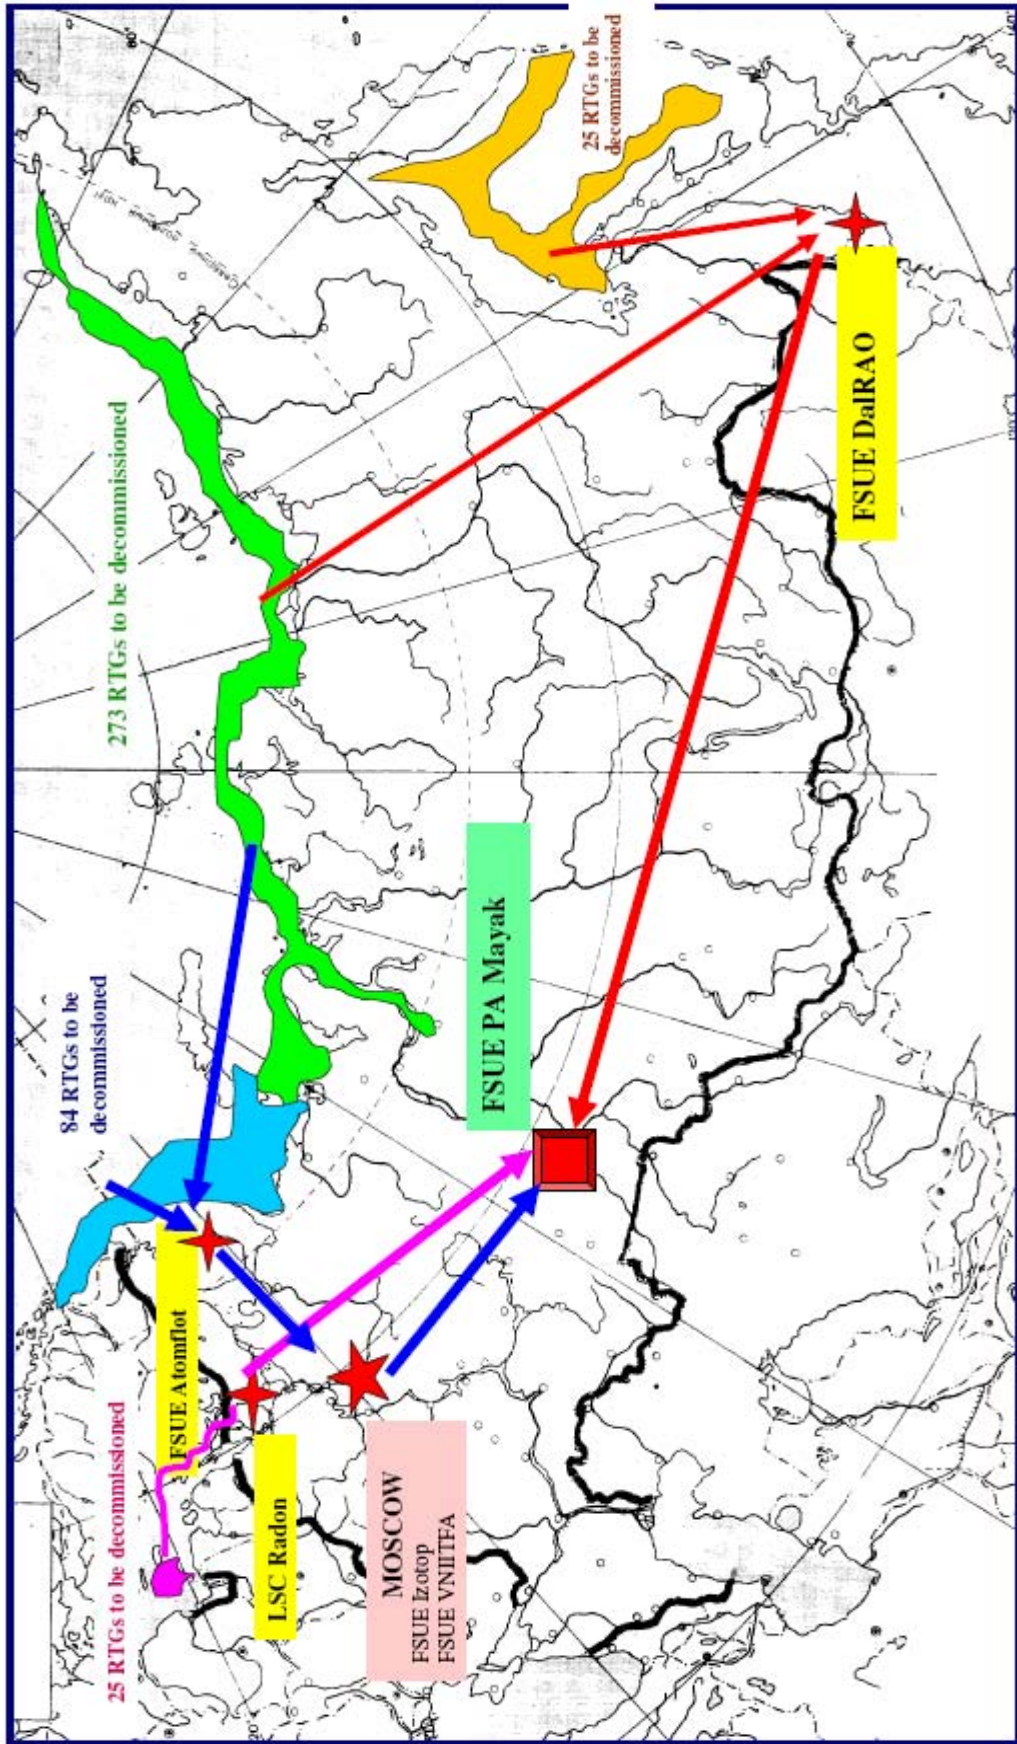 25 RTGs to be decommissioned
84 RTGs to be
decommissioned
273 RTGs to be decommissioned
25 RTGs to be
decommissioned
FSUE Atomflot
LSC Radon
MOSCOW
FSUE Izotop
FSUE VNIITFA
FSUE PA Mayak
FSUE DalRAO